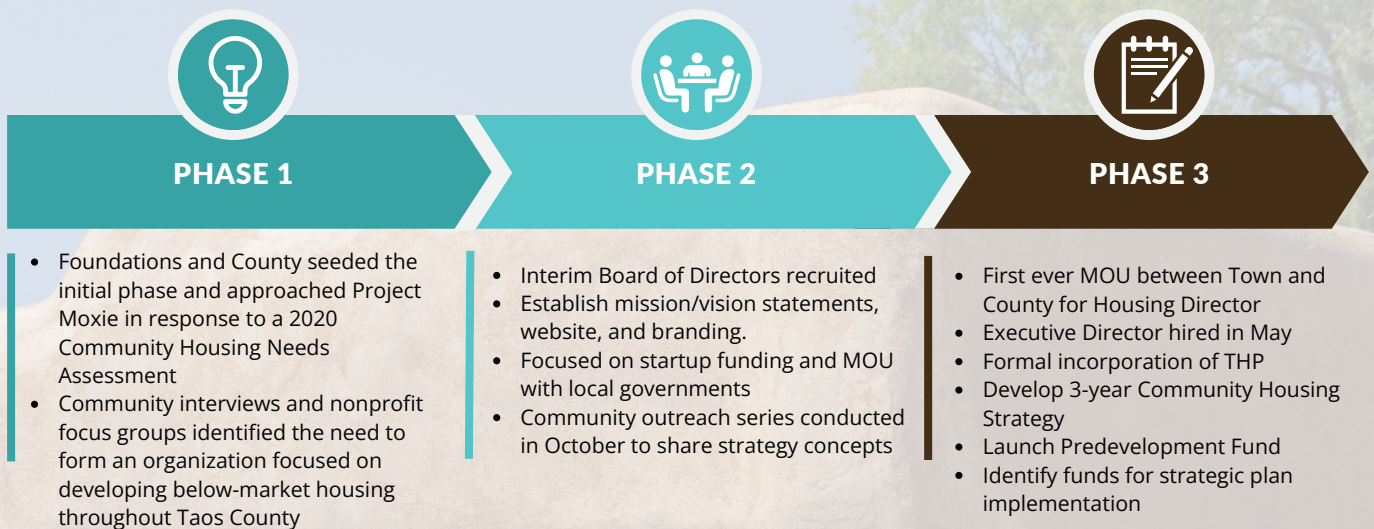 PHASE 1
• Foundations and County seeded the
initial phase and approached Project
Moxie in response to a 2020
Community Housing Needs
Assessment
• Community interviews and nonprofit
focus groups identified the need to
form an organization focused on
developing below-market housing
throughout Taos County
PHASE 2
• Interim Board of Directors recruited
• Establish mission/vision statements,
website, and branding.
• Focused on startup funding and MOU
with local governments
• Community outreach series conducted
in October to share strategy concepts
PHASE 3
• First ever MOU between Town and
County for Housing Director
• Executive Director hired in May
• Formal incorporation of THP
• Develop 3-year Community Housing
Strategy
• Launch Predevelopment Fund
• Identify funds for strategic plan
implementation